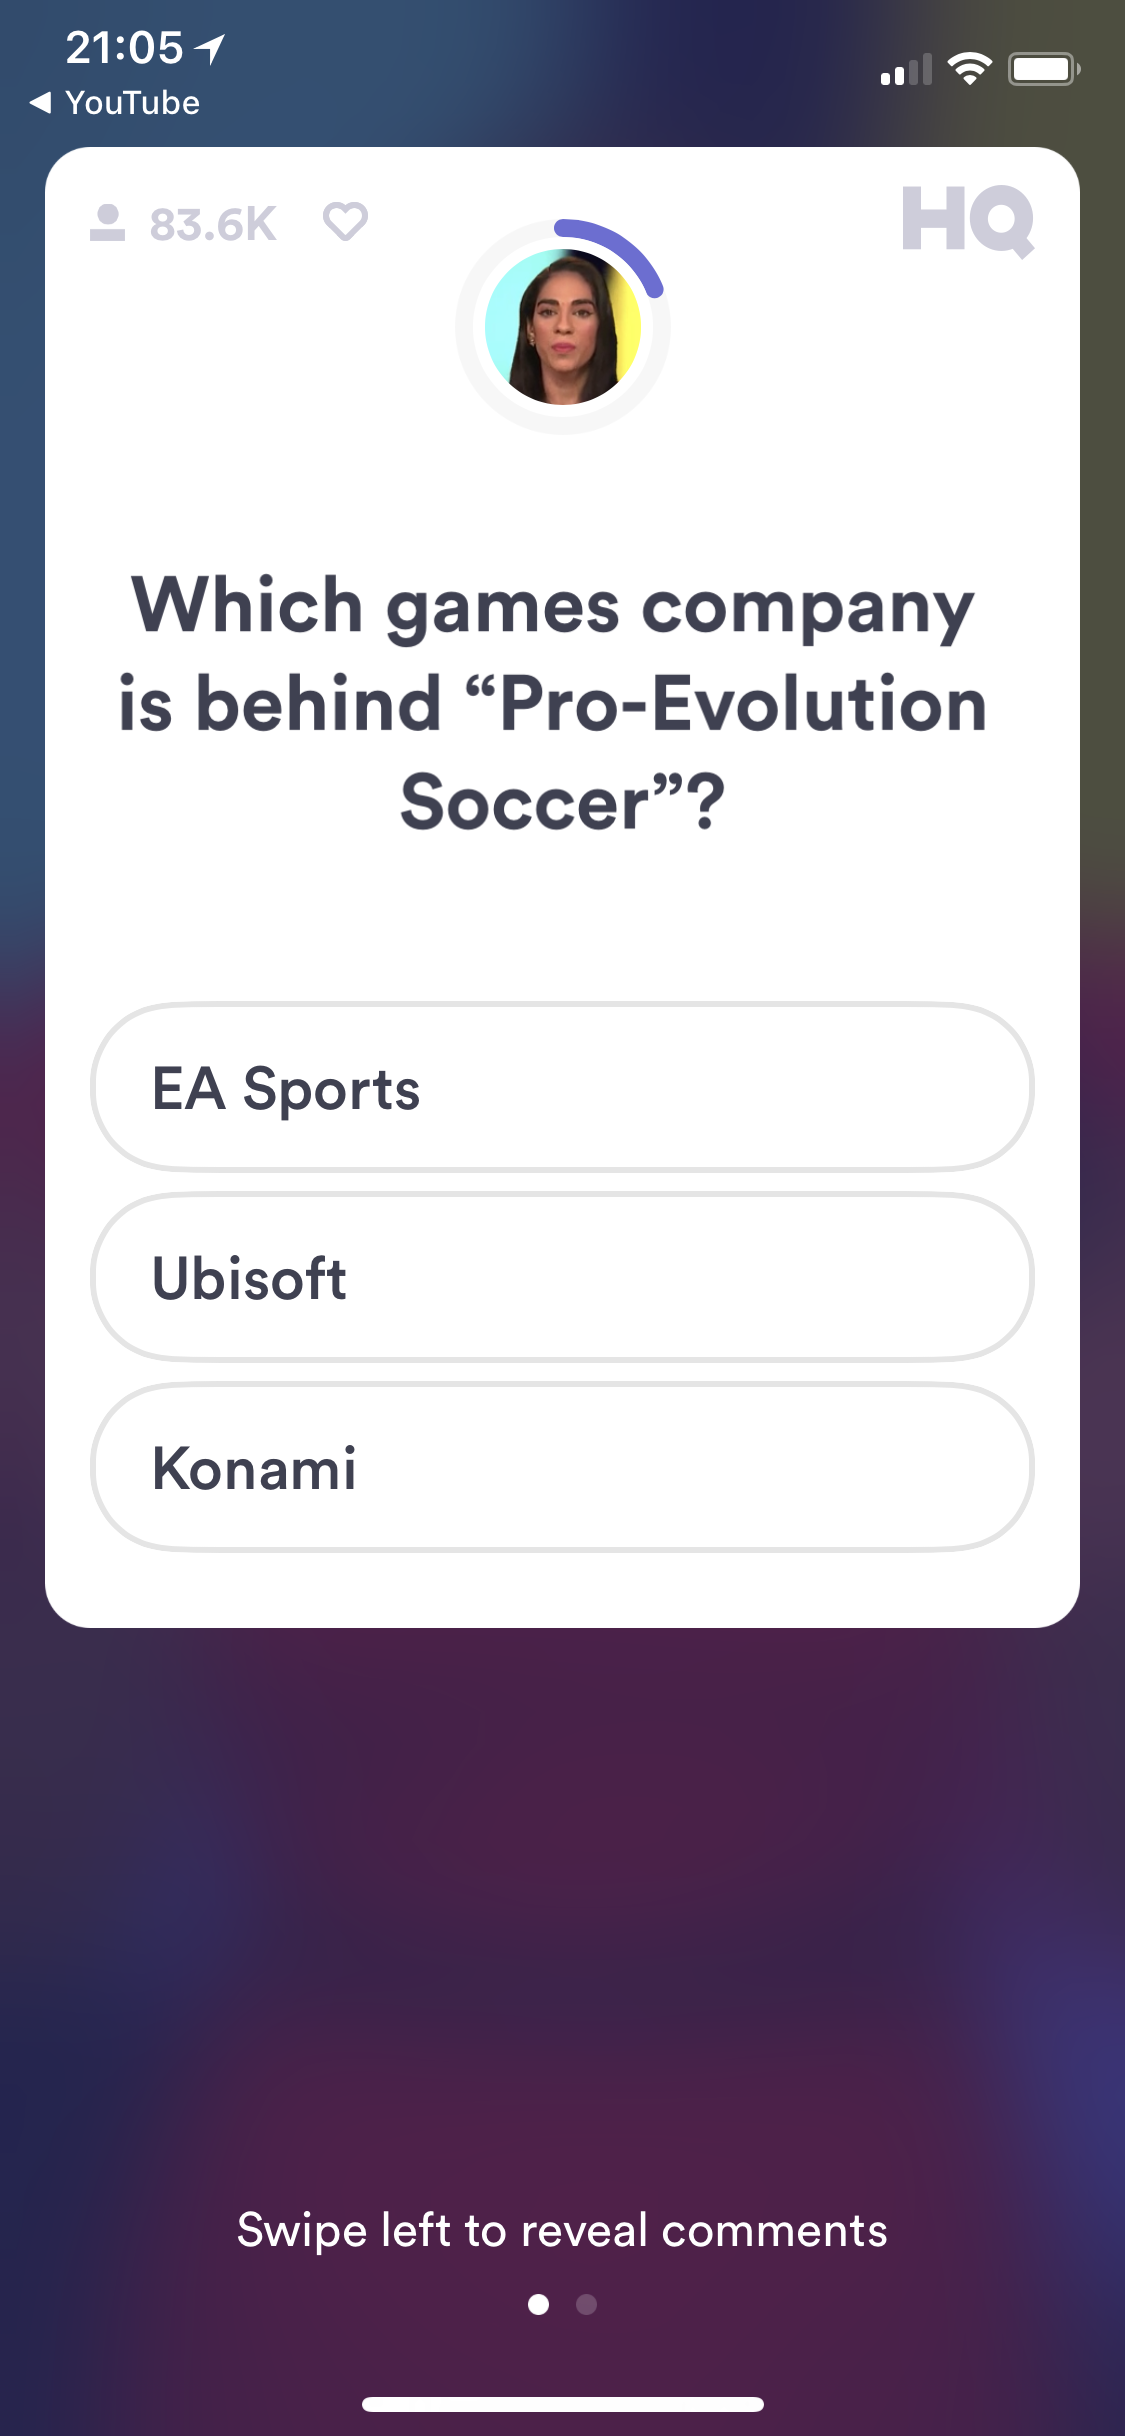 21:05
YouTube
83.6K
HQ
Which games company
is behind “Pro-Evolution
Soccer”?
EA Sports
Ubisoft
Konami
Swipe left to reveal comments